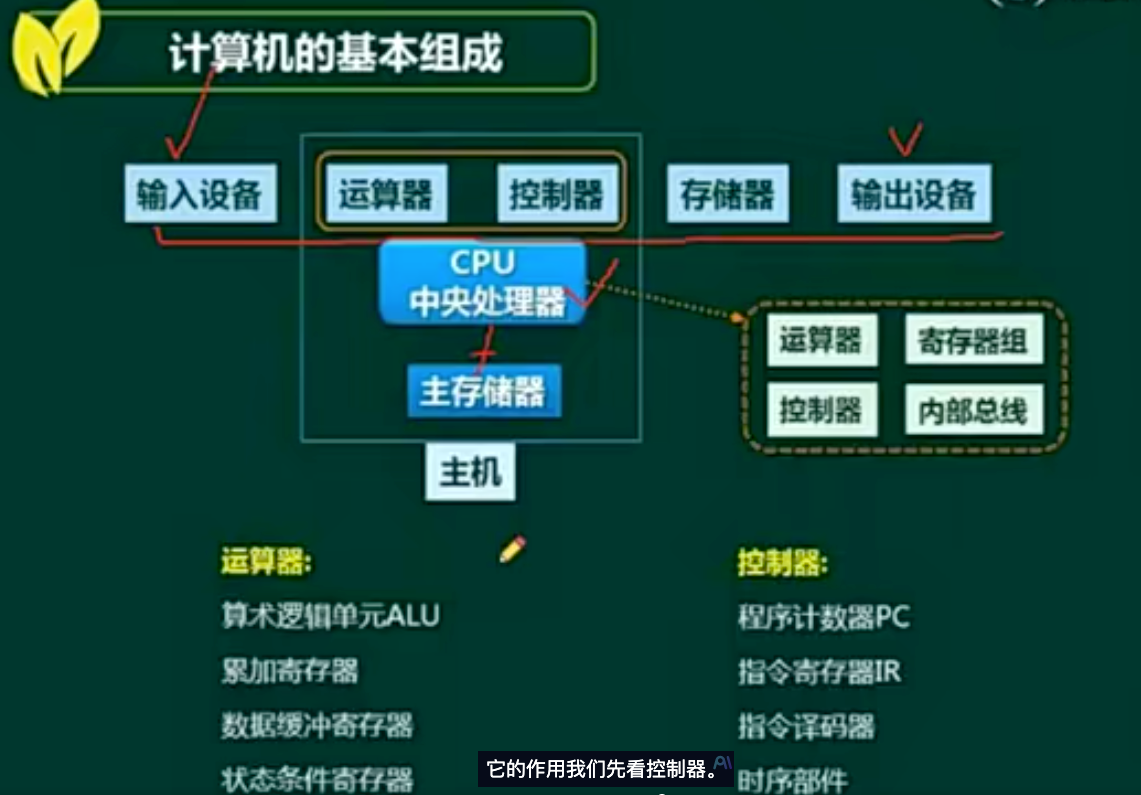 计算机的基本组成
输入设备 运算器 控制器 存储器 输出设备
CPU
中央处理器
运算器 寄存器组
主存储器
控制器 内部总线
主机
运算器: 控制器:
算术逻辑单元ALU 程序计数器PC
累加寄存器 指令寄存器IR
数据缓冲寄存器 指令译码器
状态条件寄存器 时序部件
它的作用我们先看控制器。AI